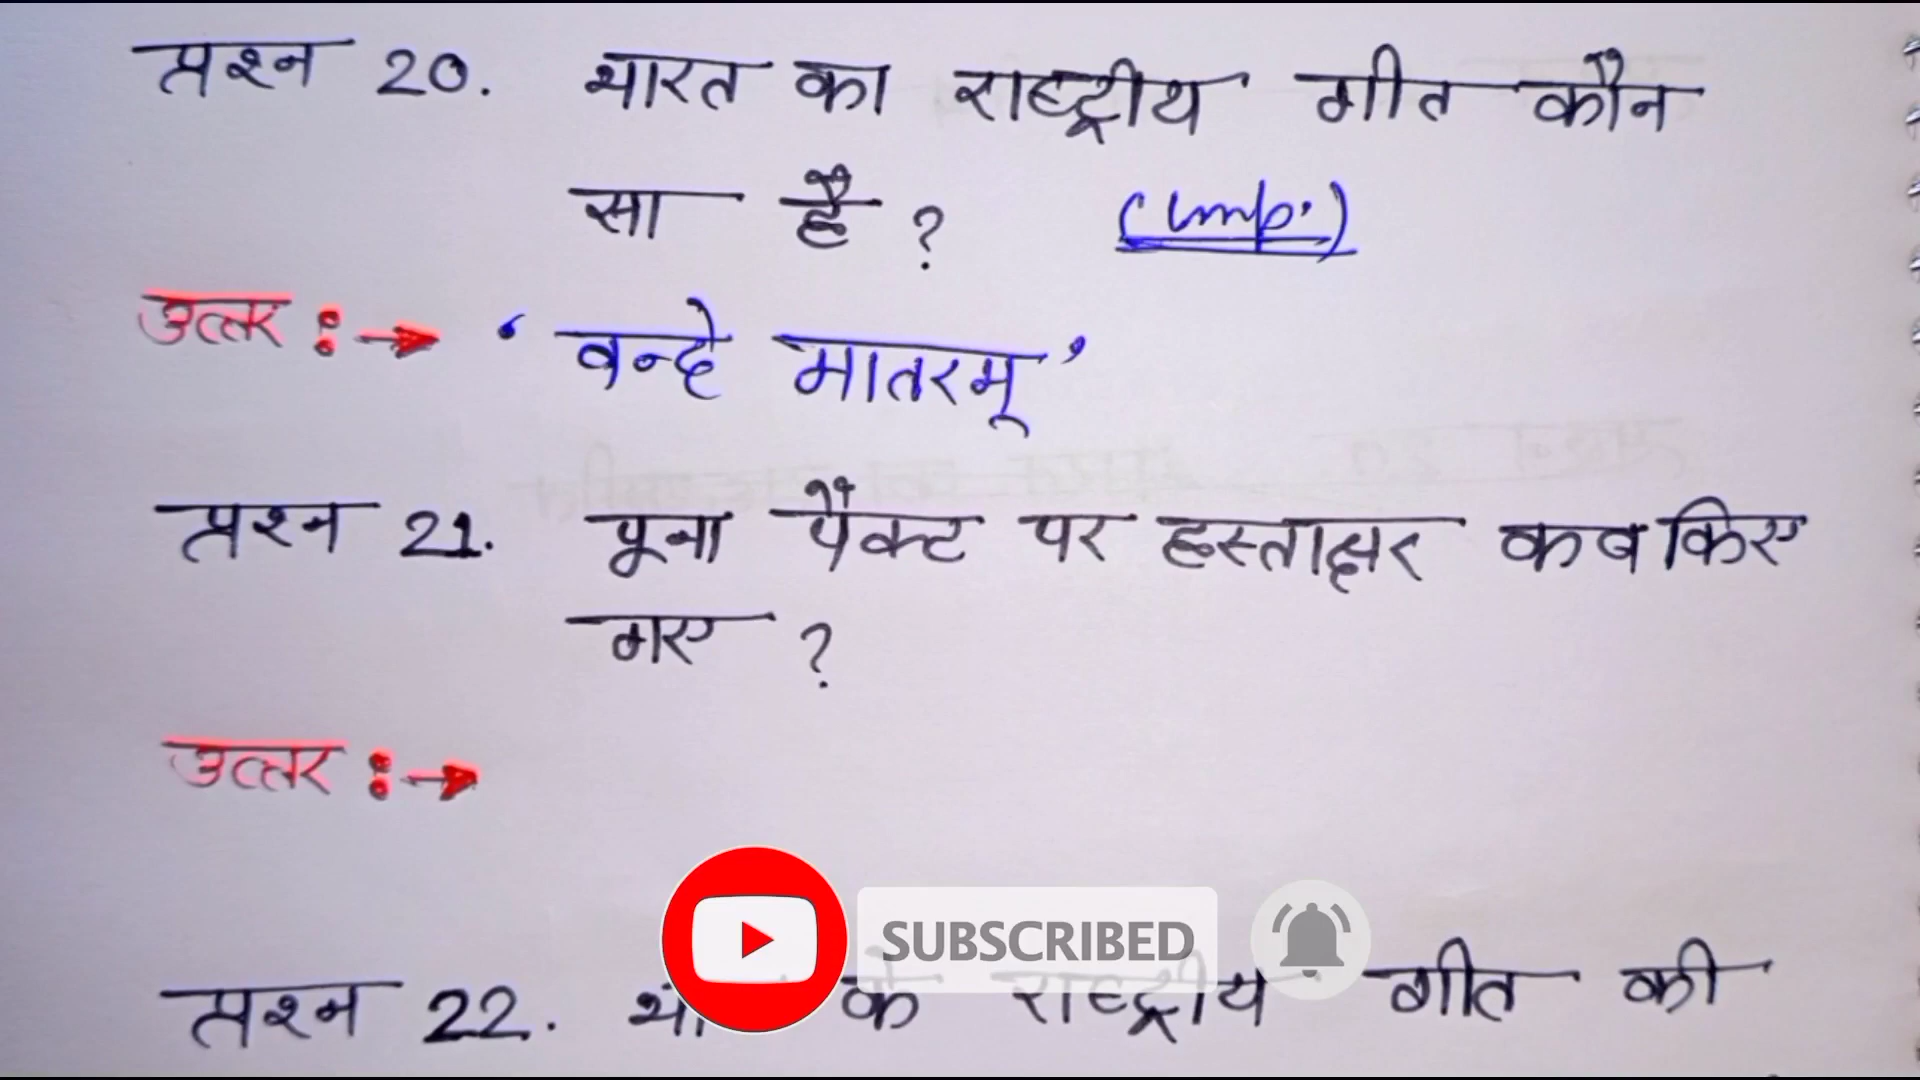 प्रश्न 20. भारत का राष्ट्रीय गीत कौन
सा है ? (Imp.)
उत्तर :→ ' वन्दे मातरम् '
प्रश्न 21. पूना पैक्ट पर हस्ताक्षर कब किए
गए ?
उत्तर :→
SUBSCRIBED
प्रश्न 22. के राष्ट्रीय गीत की